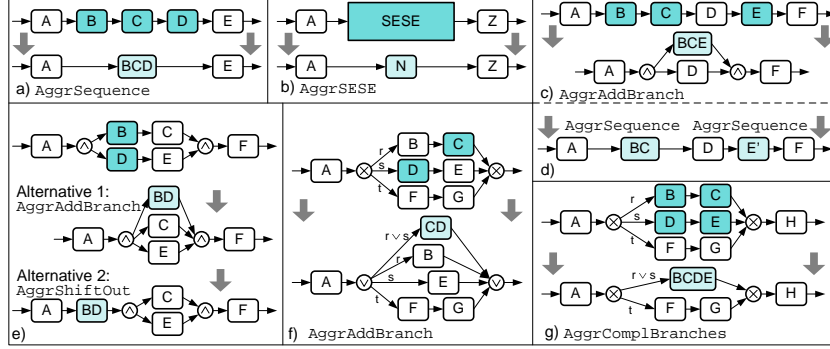 A B C D E
A BCD E
a) AggrSequence
A SESE Z
A N Z
b) AggrSESE
A B C D E F
BCE
A ∧ D ∧ F
c) AggrAddBranch
AggrSequence AggrSequence
A BC D E' F
d)
B C
A ∧ ∧ F
D E
Alternative 1:
AggrAddBranch
BD
A ∧ C ∧ F
E
Alternative 2:
AggrShiftOut
C
A BD ∧ ∧ F
E
e)
r B C
A ⊗ s D E ⊗
t F G
r∨s CD
r B
A ∨ s E ∨
t F G
f) AggrAddBranch
r B C
A ⊗ s D E ⊗ H
t F G
r∨s BCDE
A ⊗ ⊗ H
t F G
g) AggrComplBranches